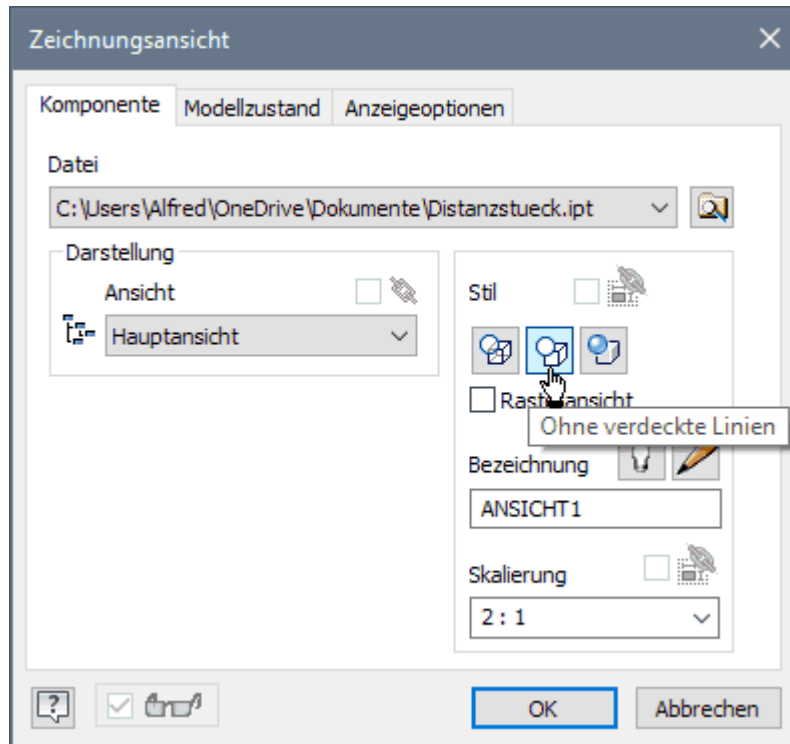 Zeichnungsansicht
Komponente
Modellzustand
Anzeigeoptionen
Datei
C:\Users\Alfred\OneDrive\Dokumente\Distanzstueck.ipt
Darstellung
Ansicht
Hauptansicht
Stil
Ohne verdeckte Linien
Bezeichnung
ANSICHT1
Skalierung
2 : 1
OK
Abbrechen